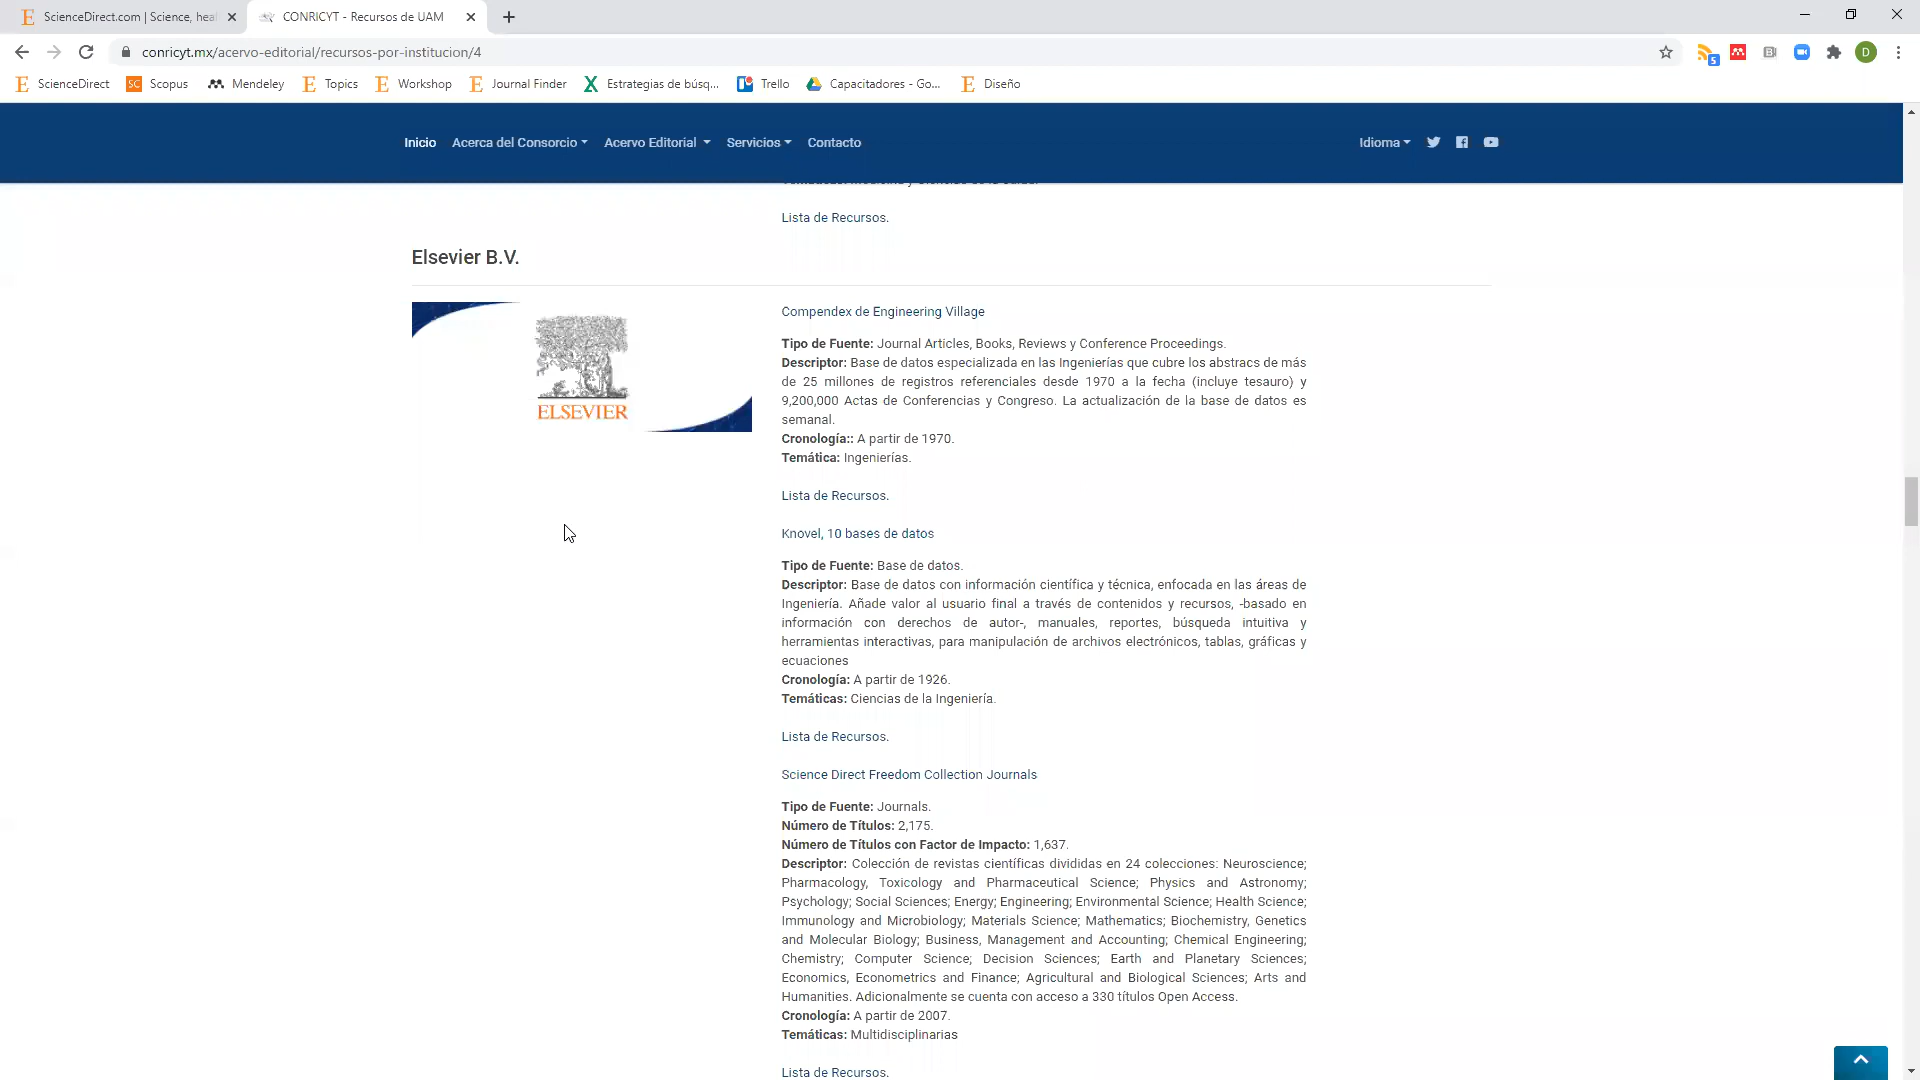 ScienceDirect.com | Science, heal
CONRICYT - Recursos de UAM
conricyt.mx/acervo-editorial/recursos-por-institucion/4
5
D
ScienceDirect
SC Scopus
Mendeley
Topics
Workshop
Journal Finder
Estrategias de búsq...
Trello
Capacitadores - Go...
Diseño
Inicio
Acerca del Consorcio
Acervo Editorial
Servicios
Contacto
Idioma
Lista de Recursos.
Elsevier B.V.
ELSEVIER
Compendex de Engineering Village
Tipo de Fuente: Journal Articles, Books, Reviews y Conference Proceedings.
Descriptor: Base de datos especializada en las Ingenierías que cubre los abstracs de más
de 25 millones de registros referenciales desde 1970 a la fecha (incluye tesauro) y
9,200,000 Actas de Conferencias y Congreso. La actualización de la base de datos es
semanal.
Cronología:: A partir de 1970.
Temática: Ingenierías.
Lista de Recursos.
Knovel, 10 bases de datos
Tipo de Fuente: Base de datos.
Descriptor: Base de datos con información científica y técnica, enfocada en las áreas de
Ingeniería. Añade valor al usuario final a través de contenidos y recursos, -basado en
información con derechos de autor-, manuales, reportes, búsqueda intuitiva y
herramientas interactivas, para manipulación de archivos electrónicos, tablas, gráficas y
ecuaciones
Cronología: A partir de 1926.
Temáticas: Ciencias de la Ingeniería.
Lista de Recursos.
Science Direct Freedom Collection Journals
Tipo de Fuente: Journals.
Número de Títulos: 2,175.
Número de Títulos con Factor de Impacto: 1,637.
Descriptor: Colección de revistas científicas divididas en 24 colecciones: Neuroscience;
Pharmacology, Toxicology and Pharmaceutical Science; Physics and Astronomy;
Psychology; Social Sciences; Energy; Engineering; Environmental Science; Health Science;
Immunology and Microbiology; Materials Science; Mathematics; Biochemistry, Genetics
and Molecular Biology; Business, Management and Accounting; Chemical Engineering;
Chemistry; Computer Science; Decision Sciences; Earth and Planetary Sciences;
Economics, Econometrics and Finance; Agricultural and Biological Sciences; Arts and
Humanities. Adicionalmente se cuenta con acceso a 330 títulos Open Access.
Cronología: A partir de 2007.
Temáticas: Multidisciplinarias
Lista de Recursos.